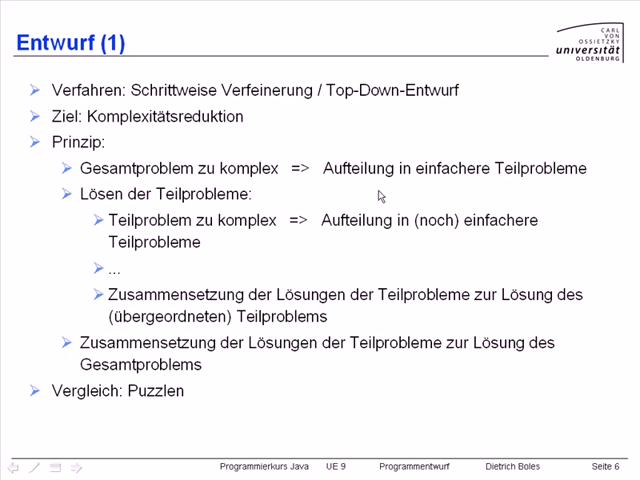 Entwurf (1)
CARL
VON
OSSIETZKY
universität
OLDENBURG
Verfahren: Schrittweise Verfeinerung / Top-Down-Entwurf
Ziel: Komplexitätsreduktion
Prinzip:
Gesamtproblem zu komplex => Aufteilung in einfachere Teilprobleme
Lösen der Teilprobleme:
Teilproblem zu komplex => Aufteilung in (noch) einfachere
Teilprobleme
...
Zusammensetzung der Lösungen der Teilprobleme zur Lösung des
(übergeordneten) Teilproblems
Zusammensetzung der Lösungen der Teilprobleme zur Lösung des
Gesamtproblems
Vergleich: Puzzlen
Programmierkurs Java UE 9 Programmentwurf Dietrich Boles Seite 6